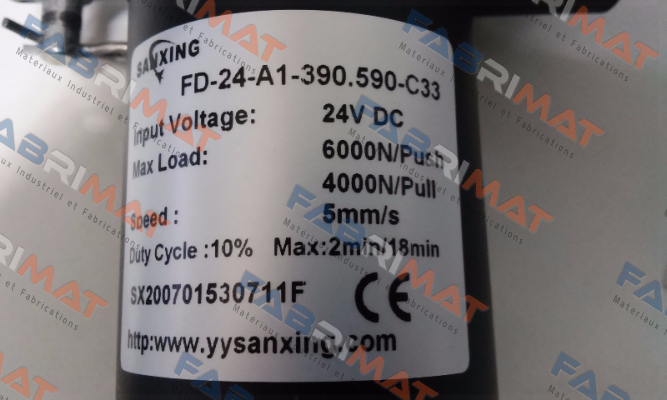 SANXING
FD-24-A1-390.590-C33
Input Voltage: 24V DC
Max Load: 6000N/Push
4000N/Pull
Speed : 5mm/s
Duty Cycle :10% Max:2min/18min
SX200701530711F CE
http:www.yysanxing.com
FABRIMAT
Materiaux Industriel et Fabrications